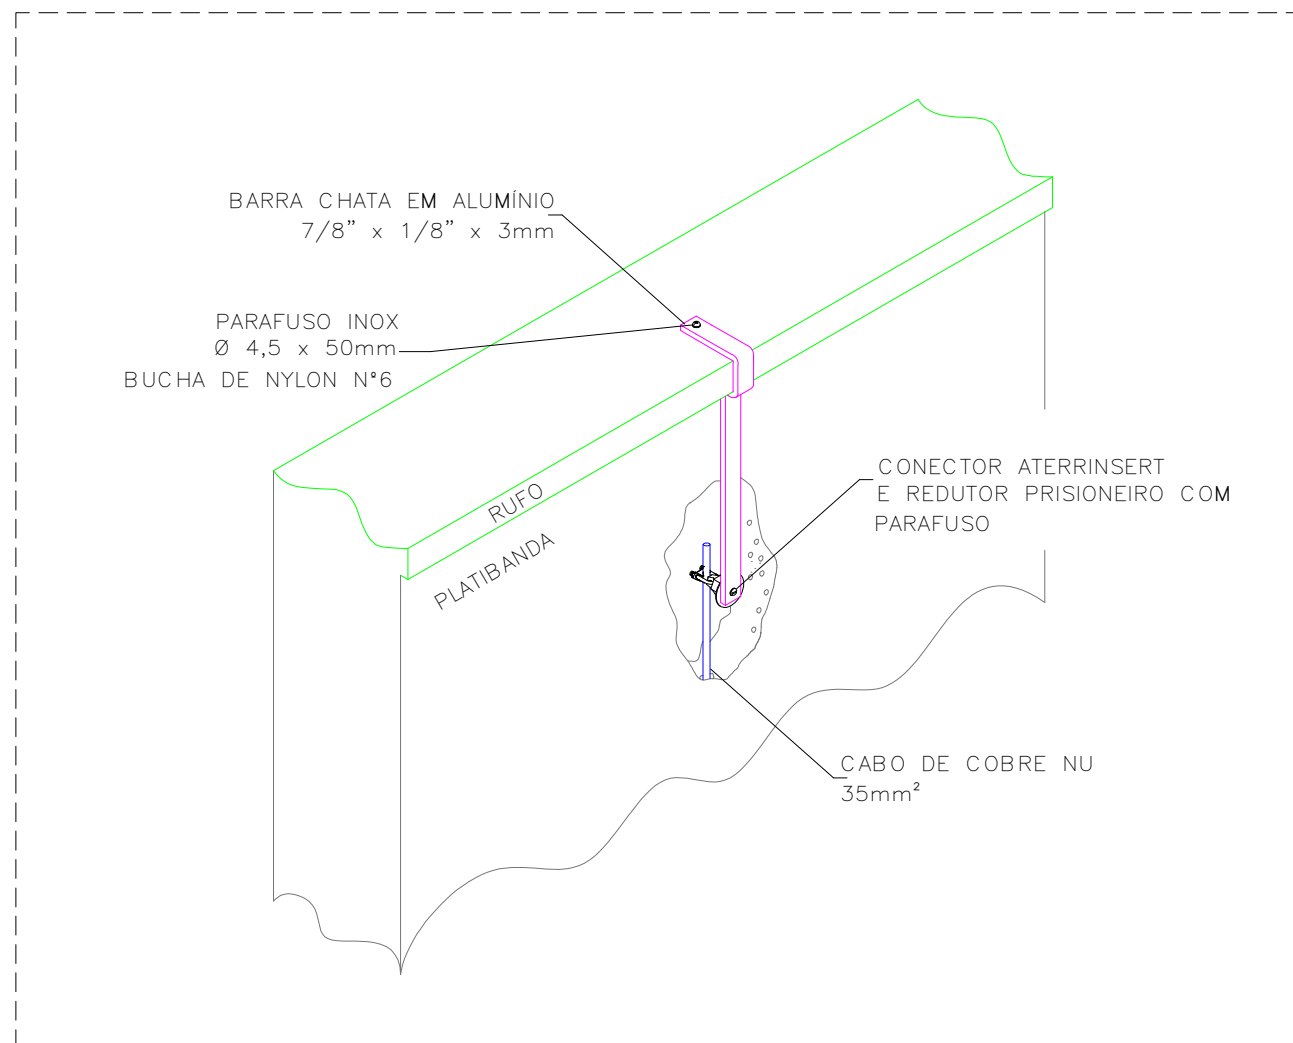 BARRA CHATA EM ALUMÍNIO
7/8” x 1/8” x 3mm
PARAFUSO INOX
Ø 4,5 x 50mm
BUCHA DE NYLON N°6
RUFO
PLATIBANDA
CONECTOR ATERRINSERT
E REDUTOR PRISIONEIRO COM
PARAFUSO
CABO DE COBRE NU
35mm²